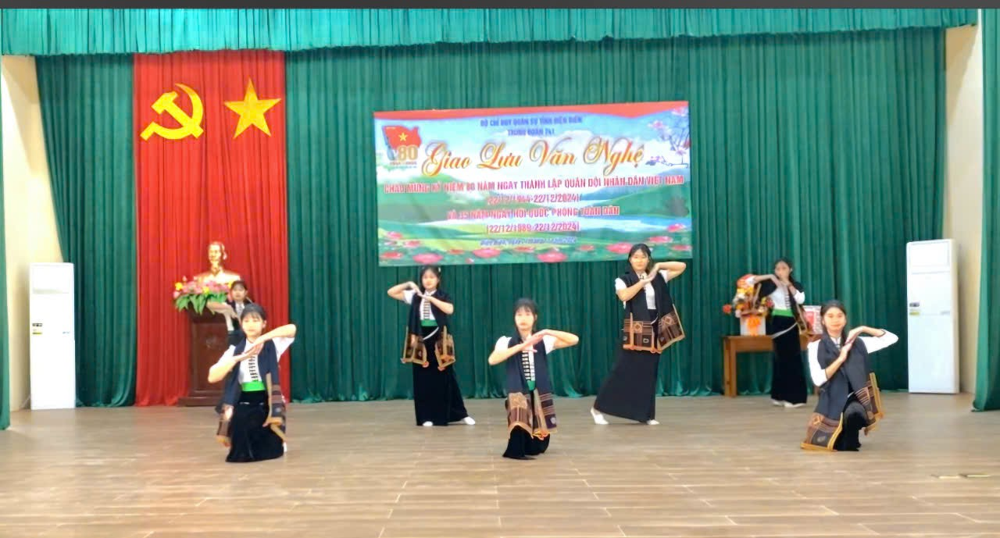 BỘ CHỈ HUY QUÂN SỰ TỈNH ĐIỆN BIÊN
TRUNG ĐOÀN 741
80
Giao Lưu Văn Nghệ
CHÀO MỪNG KỶ NIỆM 80 NĂM NGÀY THÀNH LẬP QUÂN ĐỘI NHÂN DÂN VIỆT NAM
(22/12/1944-22/12/2024)
VÀ 35 NĂM NGÀY HỘI QUỐC PHÒNG TOÀN DÂN
(22/12/1989-22/12/2024)